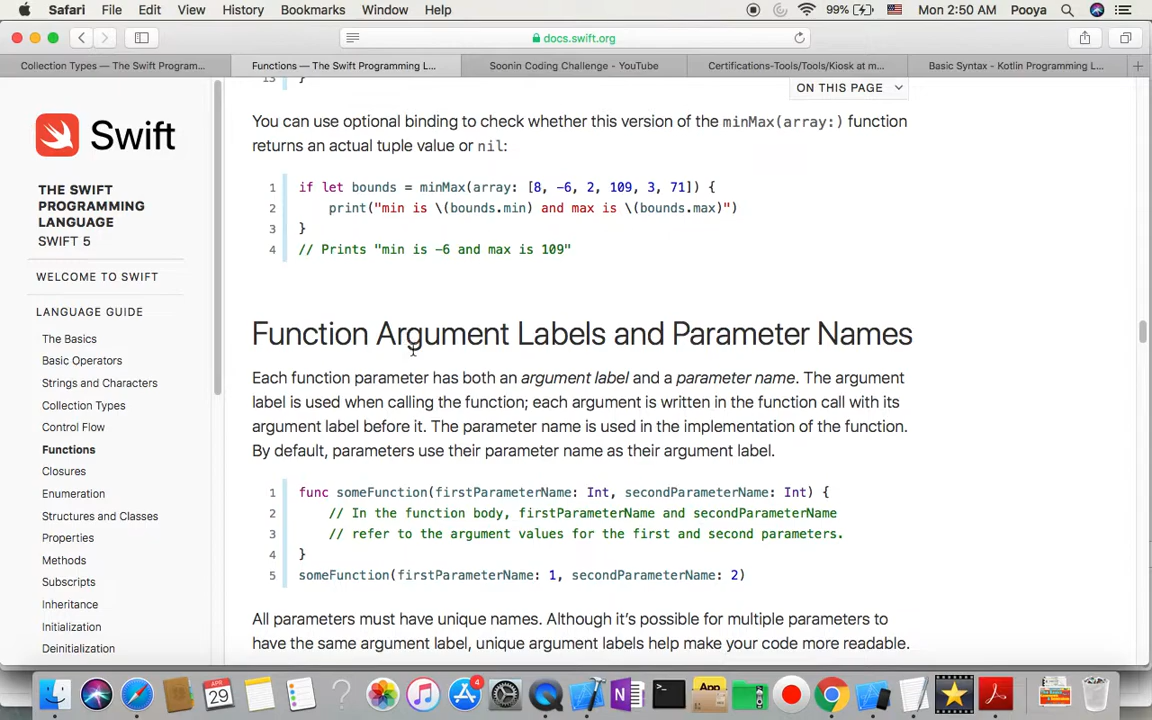 Safari File Edit View History Bookmarks Window Help 99% Mon 2:50 AM Pooya
docs.swift.org
Collection Types — The Swift Program... Functions — The Swift Programming L... Soonin Coding Challenge - YouTube Certifications-Tools/Tools/Kiosk at m... Basic Syntax - Kotlin Programming L...
13 }
ON THIS PAGE
Swift
THE SWIFT
PROGRAMMING
LANGUAGE
SWIFT 5
WELCOME TO SWIFT
LANGUAGE GUIDE
The Basics
Basic Operators
Strings and Characters
Collection Types
Control Flow
Functions
Closures
Enumeration
Structures and Classes
Properties
Methods
Subscripts
Inheritance
Initialization
Deinitialization
You can use optional binding to check whether this version of the minMax(array:) function
returns an actual tuple value or nil:
1 if let bounds = minMax(array: [8, -6, 2, 109, 3, 71]) {
2 print("min is \(bounds.min) and max is \(bounds.max)")
3 }
4 // Prints "min is -6 and max is 109"
Function Argument Labels and Parameter Names
Each function parameter has both an argument label and a parameter name. The argument
label is used when calling the function; each argument is written in the function call with its
argument label before it. The parameter name is used in the implementation of the function.
By default, parameters use their parameter name as their argument label.
1 func someFunction(firstParameterName: Int, secondParameterName: Int) {
2 // In the function body, firstParameterName and secondParameterName
3 // refer to the argument values for the first and second parameters.
4 }
5 someFunction(firstParameterName: 1, secondParameterName: 2)
All parameters must have unique names. Although it's possible for multiple parameters to
have the same argument label, unique argument labels help make your code more readable.
APR
29
4
N
App